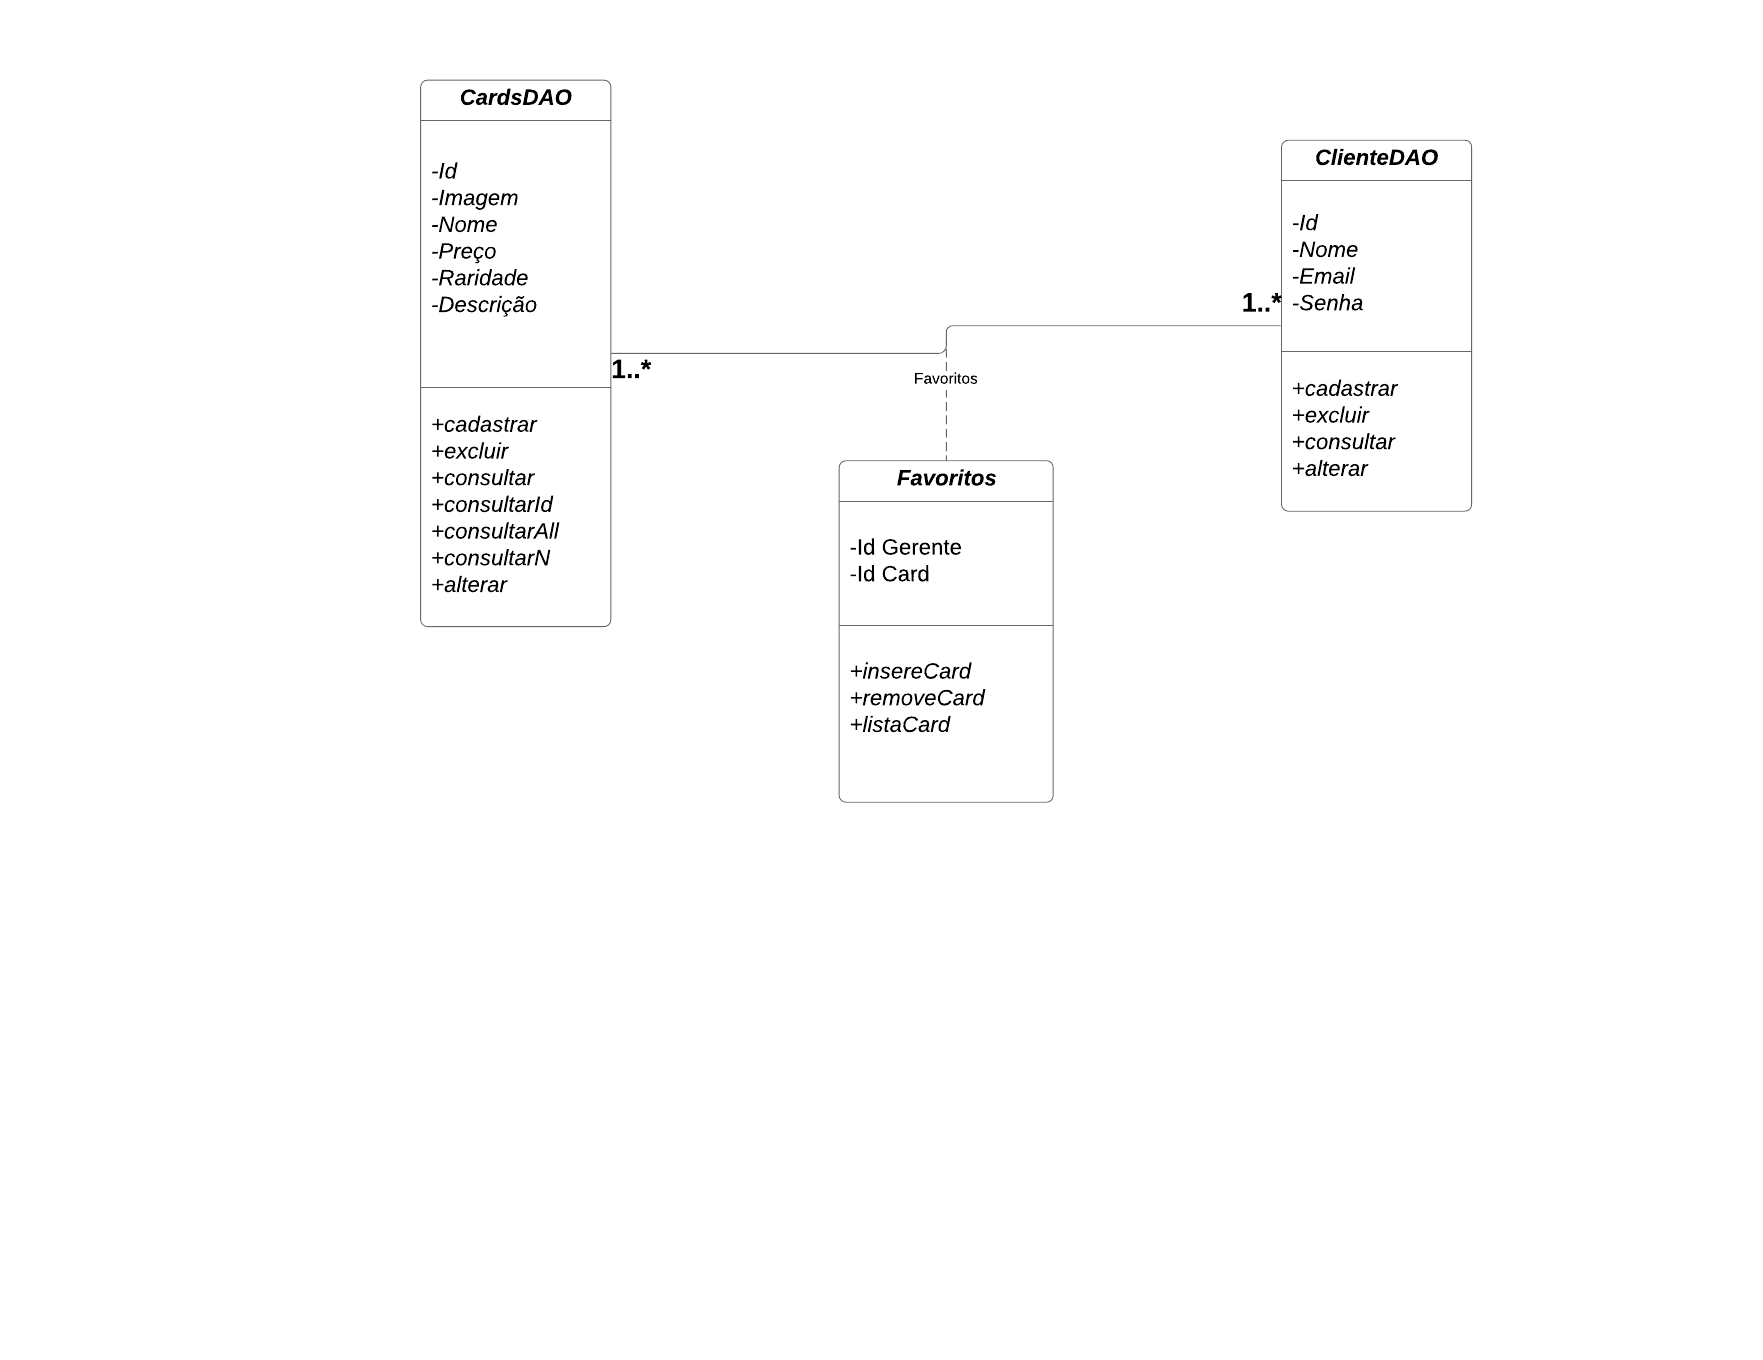 CardsDAO
-Id
-Imagem
-Nome
-Preço
-Raridade
-Descrição
+cadastrar
+excluir
+consultar
+consultarId
+consultarAll
+consultarN
+alterar
1..*
Favoritos
1..*
ClienteDAO
-Id
-Nome
-Email
-Senha
+cadastrar
+excluir
+consultar
+alterar
Favoritos
-Id Gerente
-Id Card
+insereCard
+removeCard
+listaCard